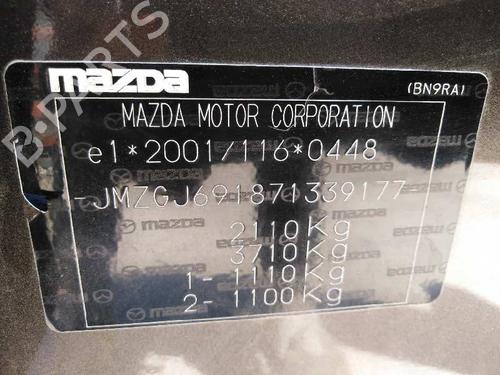 mazda
(BN9RA)
MAZDA MOTOR CORPORATION
e1*2001/116*0448
-JMZGJ691871339177
2110Kg
3710Kg
1-1110Kg
2-1100Kg
B-PARTS